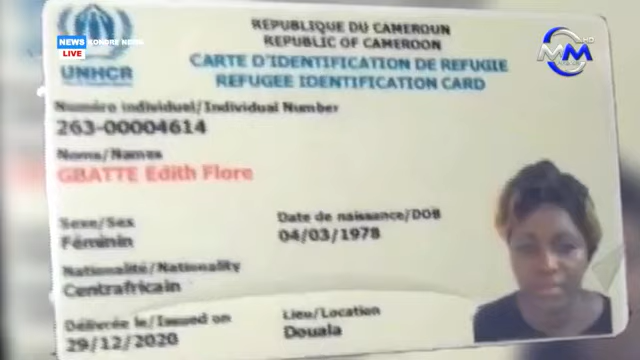 REPUBLIQUE DU CAMEROUN
REPUBLIC OF CAMEROON
CARTE D'IDENTIFICATION DE REFUGIE
REFUGEE IDENTIFICATION CARD
NEWS
LIVE
UNHCR
Numéro individuel/Individual Number
263-00004614
Noms/Names
GBATTE Edith Flore
Sexe/Sex
Féminin
Date de naissance/DOB
04/03/1978
Nationalité/Nationality
Centrafricain
Délivrée le/Issued on
29/12/2020
Lieu/Location
Douala